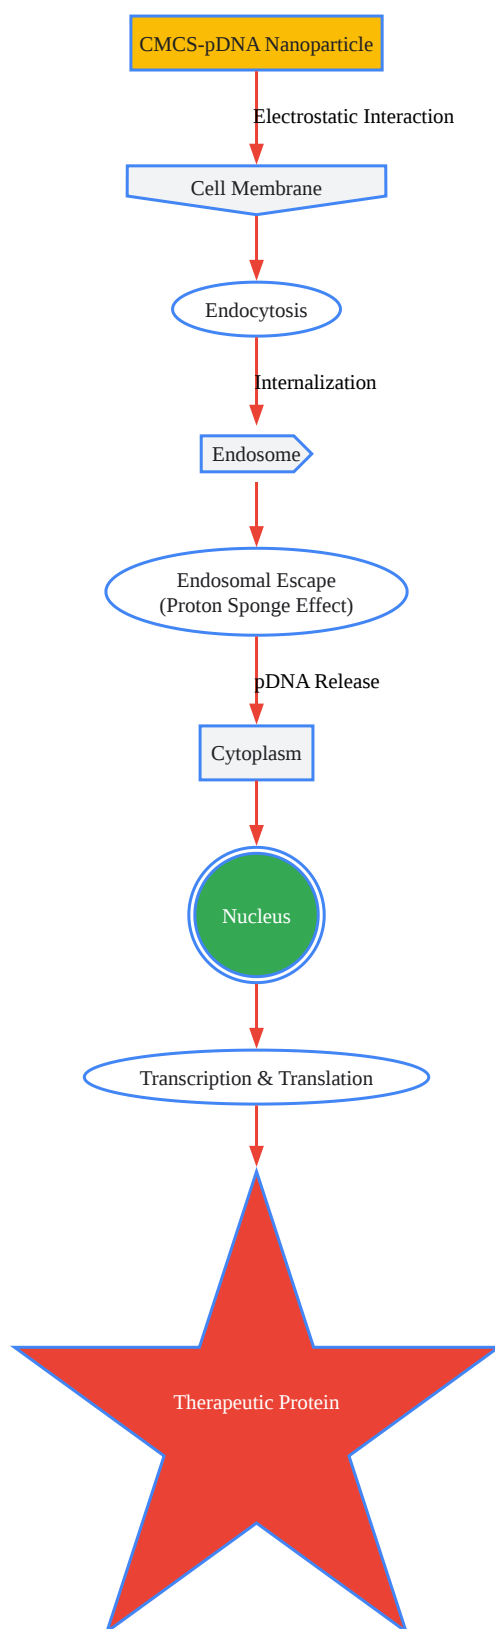 CMCS-pDNA Nanoparticle
Electrostatic Interaction
Cell Membrane
Endocytosis
Internalization
Endosome
Endosomal Escape
(Proton Sponge Effect)
pDNA Release
Cytoplasm
Nucleus
Transcription & Translation
Therapeutic Protein